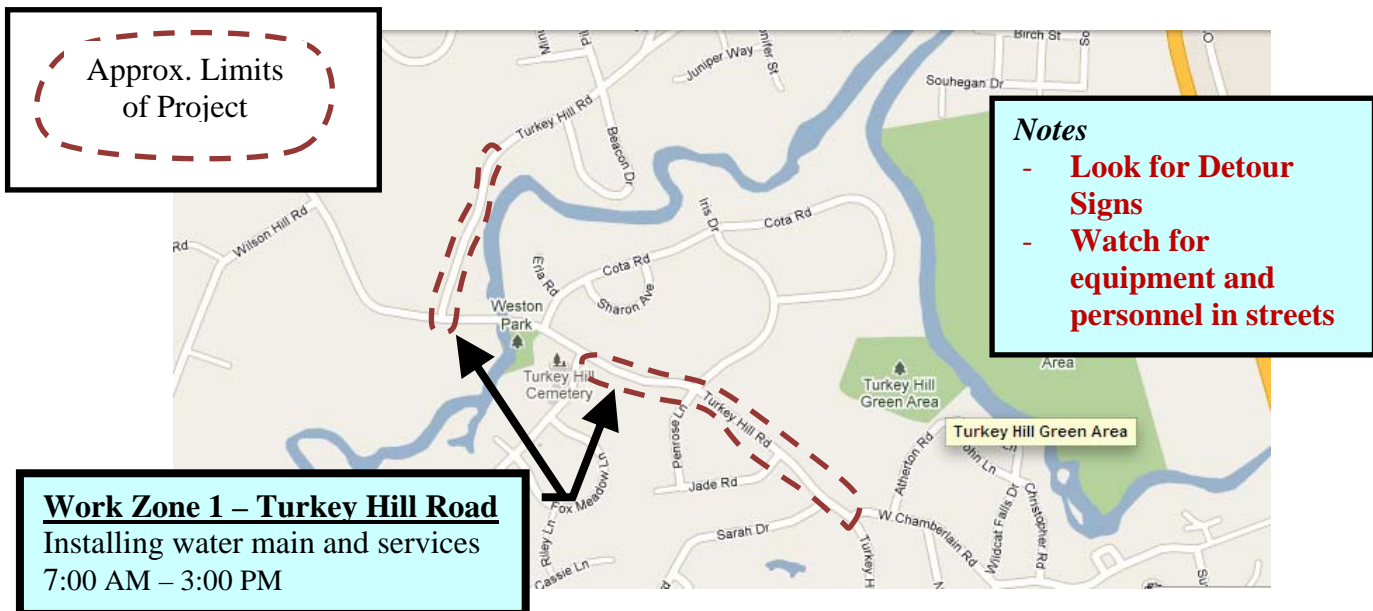 Approx. Limits
of Project
Birch St
Juniper Way
Souhegan Dr
Turkey Hill Rd
Beacon Dr
Notes
- Look for Detour
Signs
- Watch for
equipment and
personnel in streets
Wilson Hill Rd
Rd
Iris Dr
Cota Rd
Cota Rd
Eria Rd
Sharon Ave
Weston
Park
Turkey Hill
Cemetery
Turkey Hill
Green Area
Area
Turkey Hill Green Area
Penrose Ln
Turkey Hill Rd
Jade Rd
Atherton Rd
Ln
Christopher Rd
Wildcat Falls Dr
W Chamberlain Rd
Sarah Dr
Turkey H
Fox Meadow Ln
Riley Ln
Cassie Ln
Work Zone 1 – Turkey Hill Road
Installing water main and services
7:00 AM – 3:00 PM